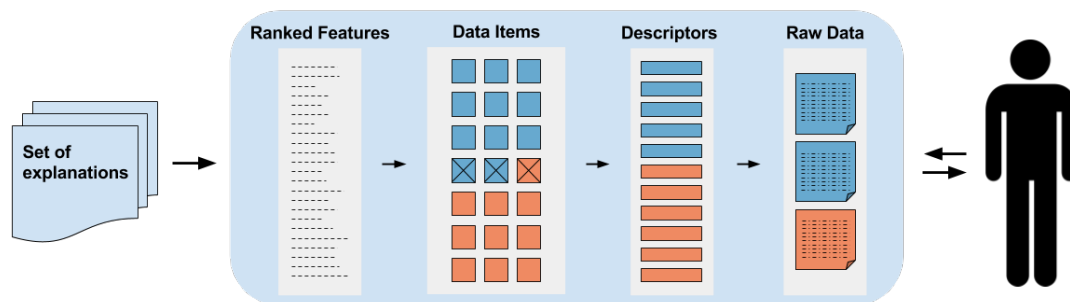 Ranked Features
Data Items
Descriptors
Raw Data
Set of
explanations